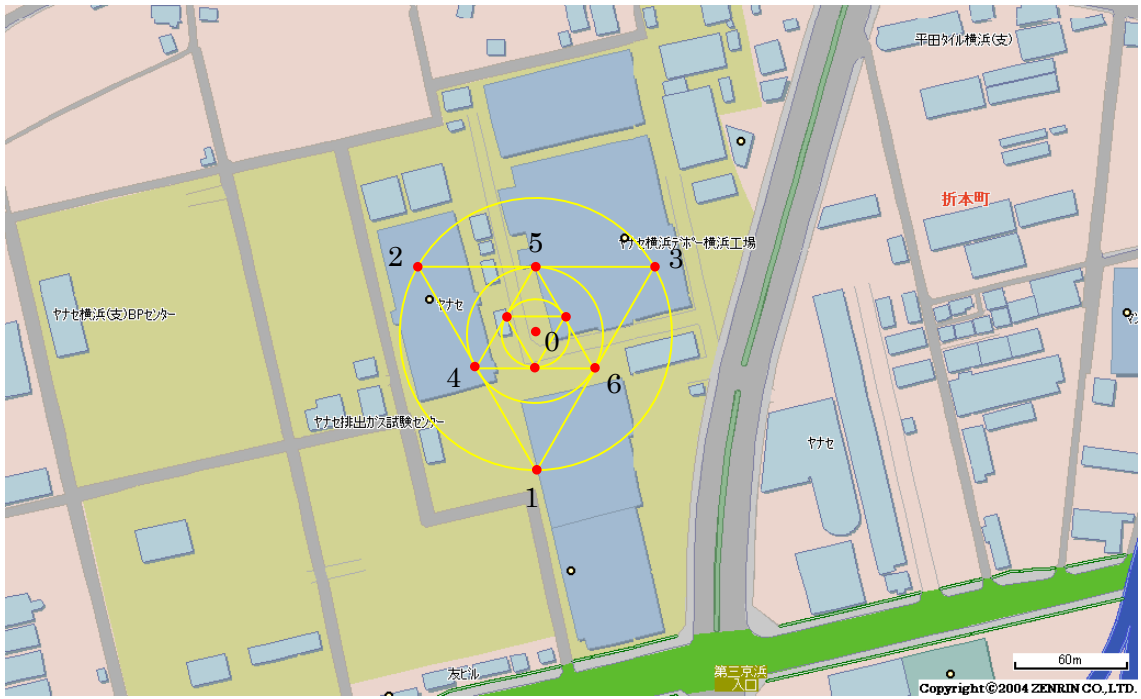 平田タイル横浜(支)
折本町
ヤナセ横浜デポー横浜工場
2
5
3
ヤナセ
ヤナセ横浜(支)BPセンター
0
4
6
ヤナセ排出ガス試験センター
ヤナセ
1
友ビル
第三京浜
入口
60m
Copyright ©2004 ZENRIN CO.,LTD.